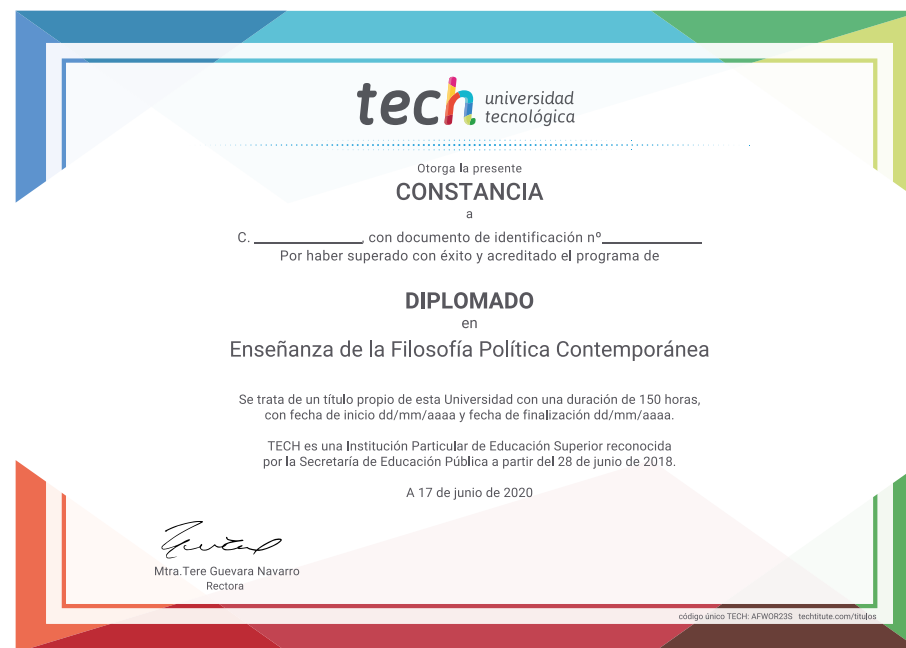 tech universidad
tecnológica
Otorga la presente
CONSTANCIA
a
C. ____________, con documento de identificación nº___________
Por haber superado con éxito y acreditado el programa de
DIPLOMADO
en
Enseñanza de la Filosofía Política Contemporánea
Se trata de un título propio de esta Universidad con una duración de 150 horas,
con fecha de inicio dd/mm/aaaa y fecha de finalización dd/mm/aaaa.
TECH es una Institución Particular de Educación Superior reconocida
por la Secretaría de Educación Pública a partir del 28 de junio de 2018.
A 17 de junio de 2020
Mtra.Tere Guevara Navarro
Rectora
código único TECH: AFWOR23S techtitute.com/títulos